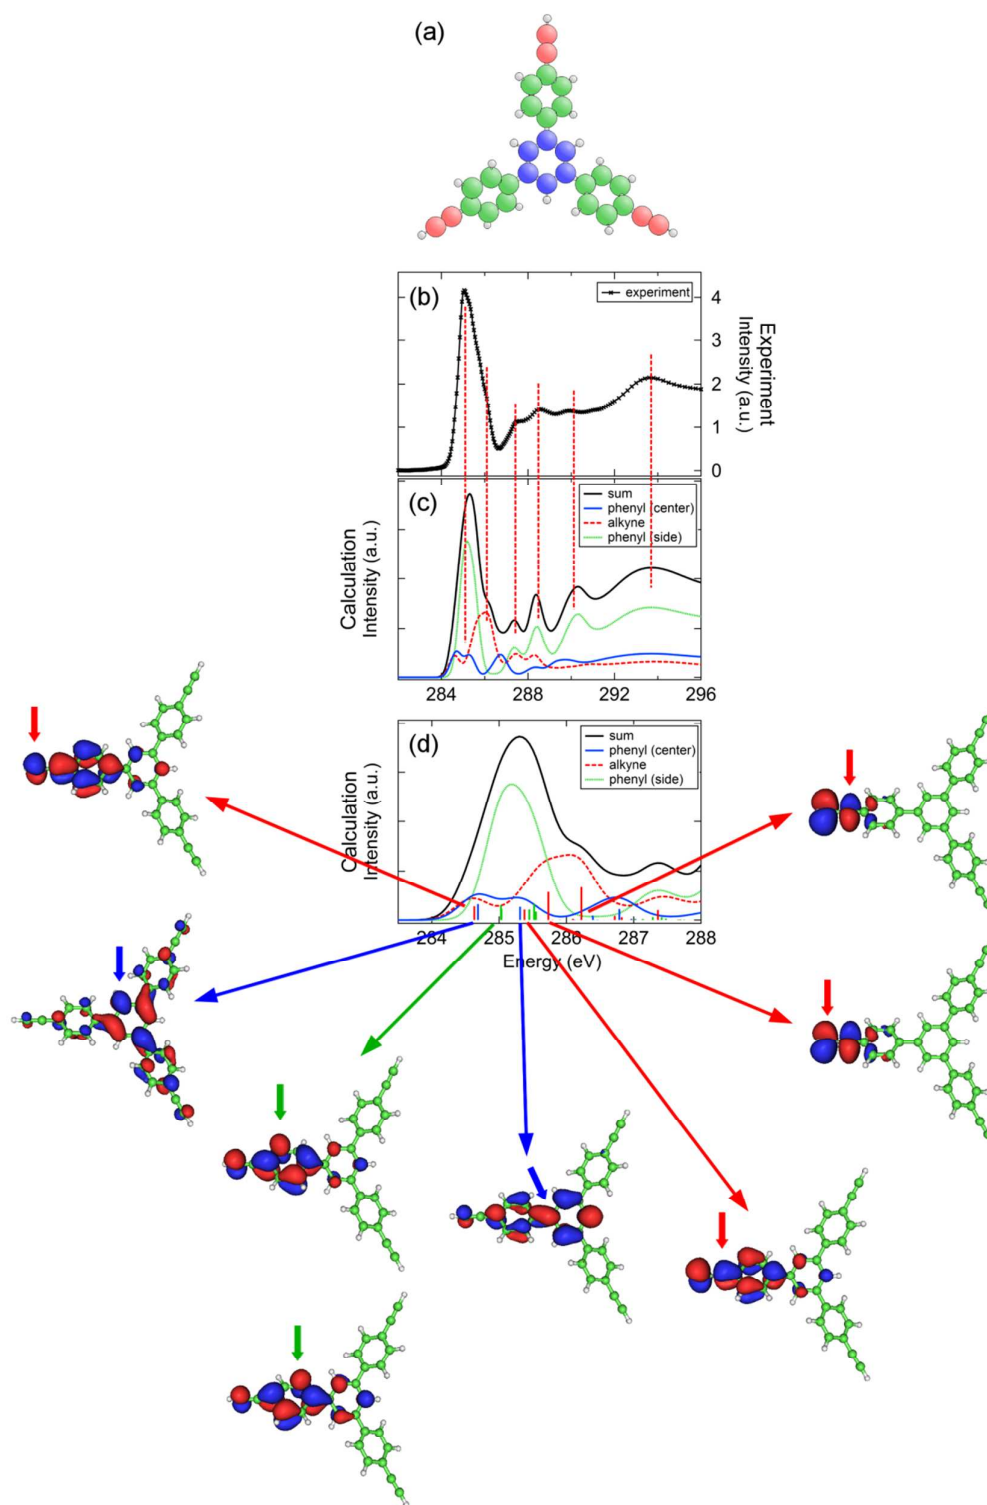 (a)
(b)
experiment
4
3
2
1
0
Experiment
Intensity (a.u.)
(c)
sum
phenyl (center)
alkyne
phenyl (side)
Calculation
Intensity (a.u.)
284 288 292 296
(d)
sum
phenyl (center)
alkyne
phenyl (side)
Calculation
Intensity (a.u.)
284 285 286 287 288
Energy (eV)